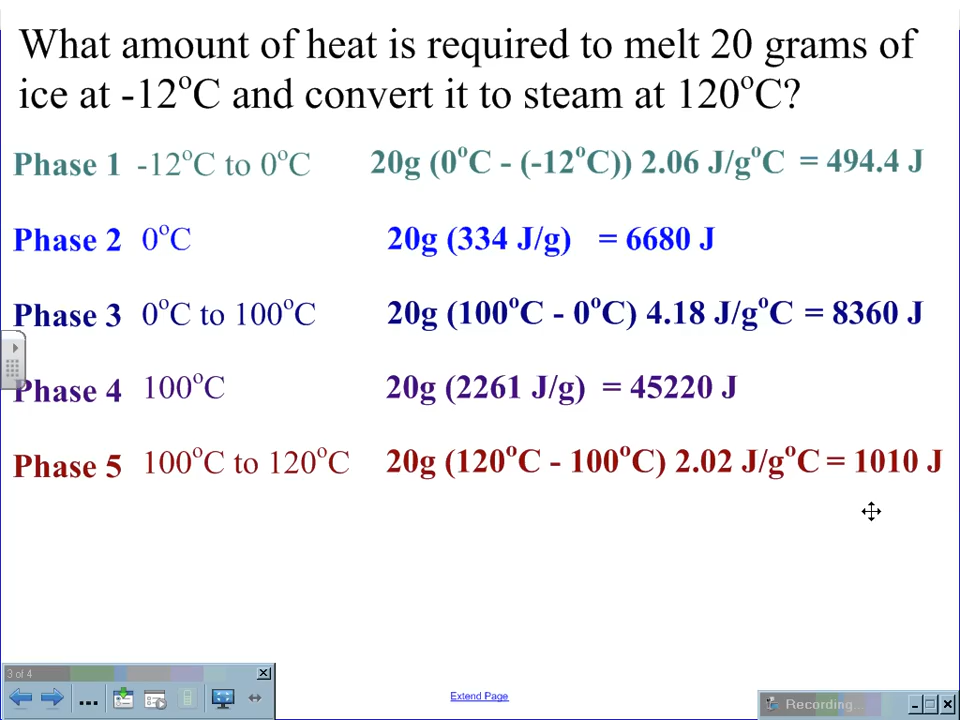 What amount of heat is required to melt 20 grams of
ice at -12°C and convert it to steam at 120°C?
Phase 1 -12°C to 0°C 20g (0°C - (-12°C)) 2.06 J/g°C = 494.4 J
Phase 2 0°C 20g (334 J/g) = 6680 J
Phase 3 0°C to 100°C 20g (100°C - 0°C) 4.18 J/g°C = 8360 J
Phase 4 100°C 20g (2261 J/g) = 45220 J
Phase 5 100°C to 120°C 20g (120°C - 100°C) 2.02 J/g°C = 1010 J
3 of 4
Extend Page
Recording...